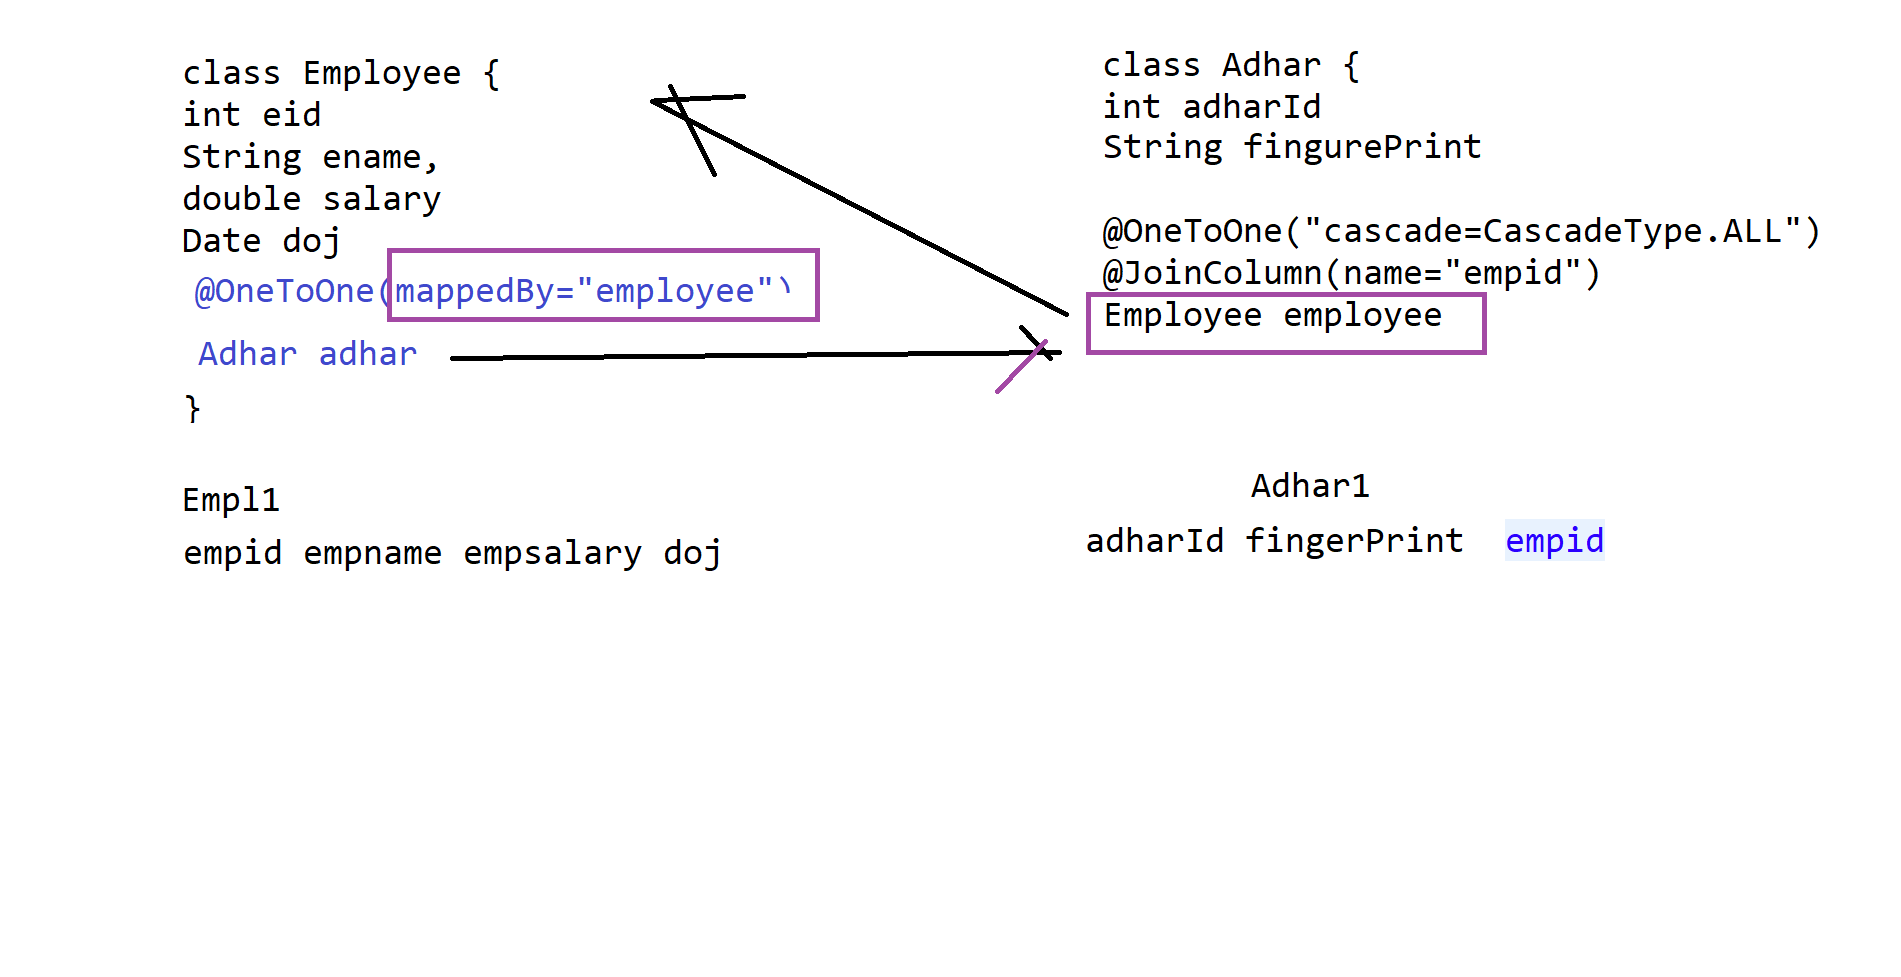 class Employee {
int eid
String ename,
double salary
Date doj
@OneToOne(mappedBy="employee")
Adhar adhar
}
Empl1
empid empname empsalary doj
class Adhar {
int adharId
String fingurePrint
@OneToOne("cascade=CascadeType.ALL")
@JoinColumn(name="empid")
Employee employee
Adhar1
adharId fingerPrint empid